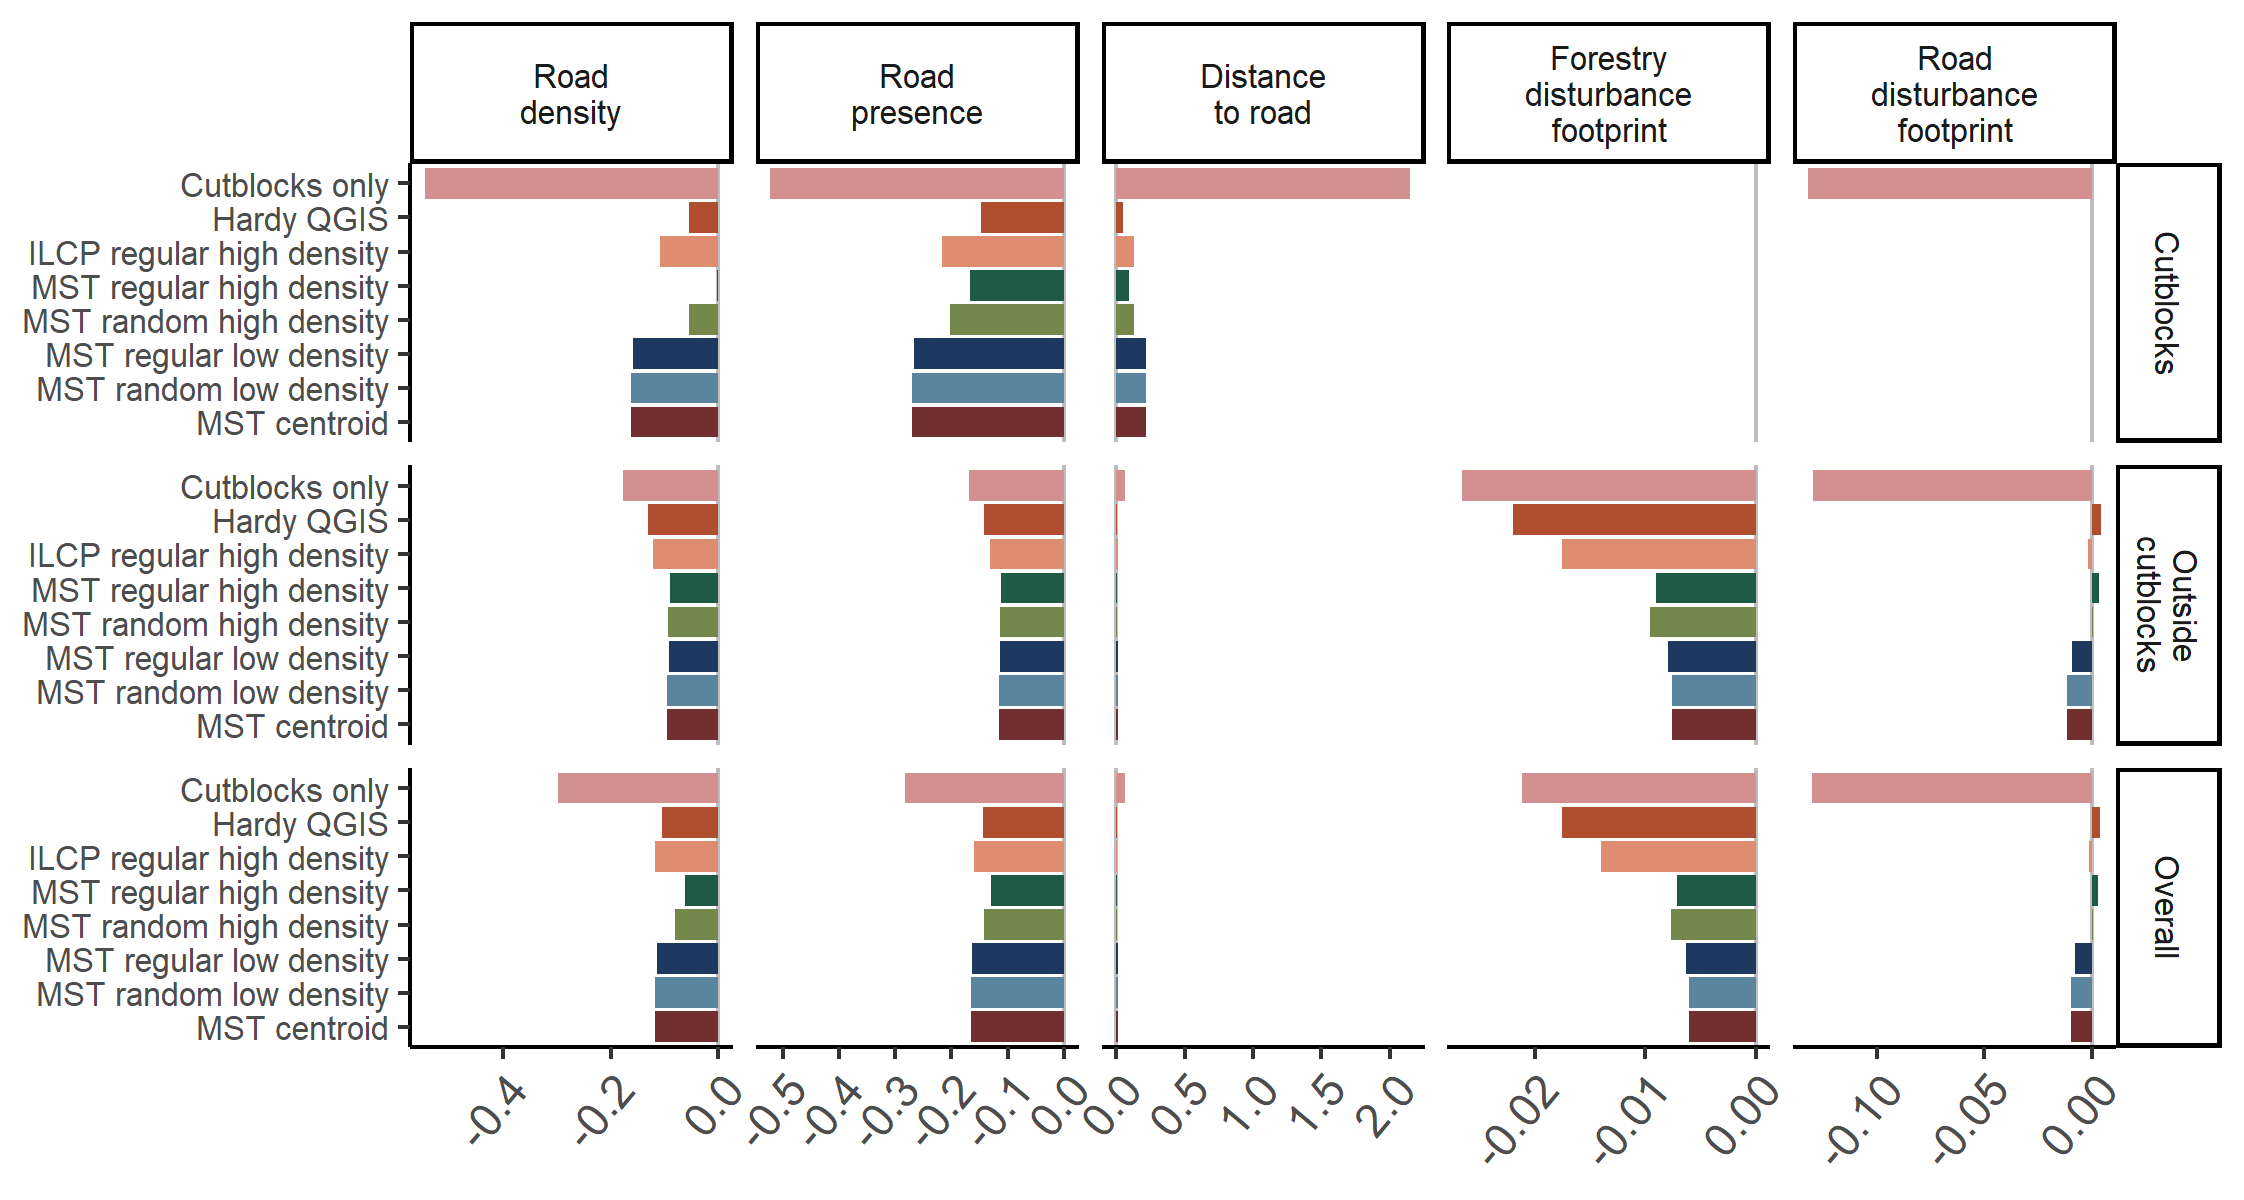 Road
density
Road
presence
Distance
to road
Forestry
disturbance
footprint
Road
disturbance
footprint
Cutblocks only
Hardy QGIS
ILCP regular high density
MST regular high density
MST random high density
MST regular low density
MST random low density
MST centroid
Cutblocks
Cutblocks only
Hardy QGIS
ILCP regular high density
MST regular high density
MST random high density
MST regular low density
MST random low density
MST centroid
Outside
cutblocks
Cutblocks only
Hardy QGIS
ILCP regular high density
MST regular high density
MST random high density
MST regular low density
MST random low density
MST centroid
Overall
-0.4 -0.2 0.0
-0.5 -0.4 -0.3 -0.2 -0.1 -0.0
0.0 0.5 1.0 1.5 2.0
-0.02 -0.01 0.00
-0.10 -0.05 0.00